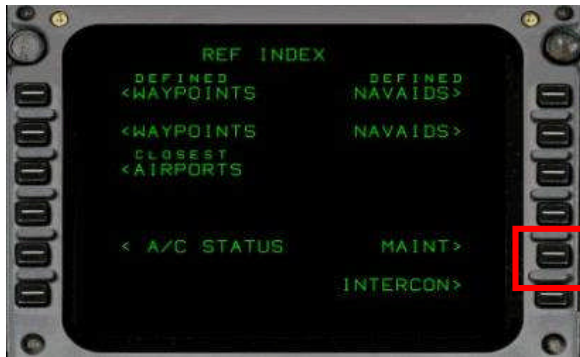 REF INDEX
DEFINED DEFINED
<WAYPOINTS NAVAIDS>
<WAYPOINTS NAVAIDS>
CLOSEST
<AIRPORTS
< A/C STATUS MAINT>
INTERCON>